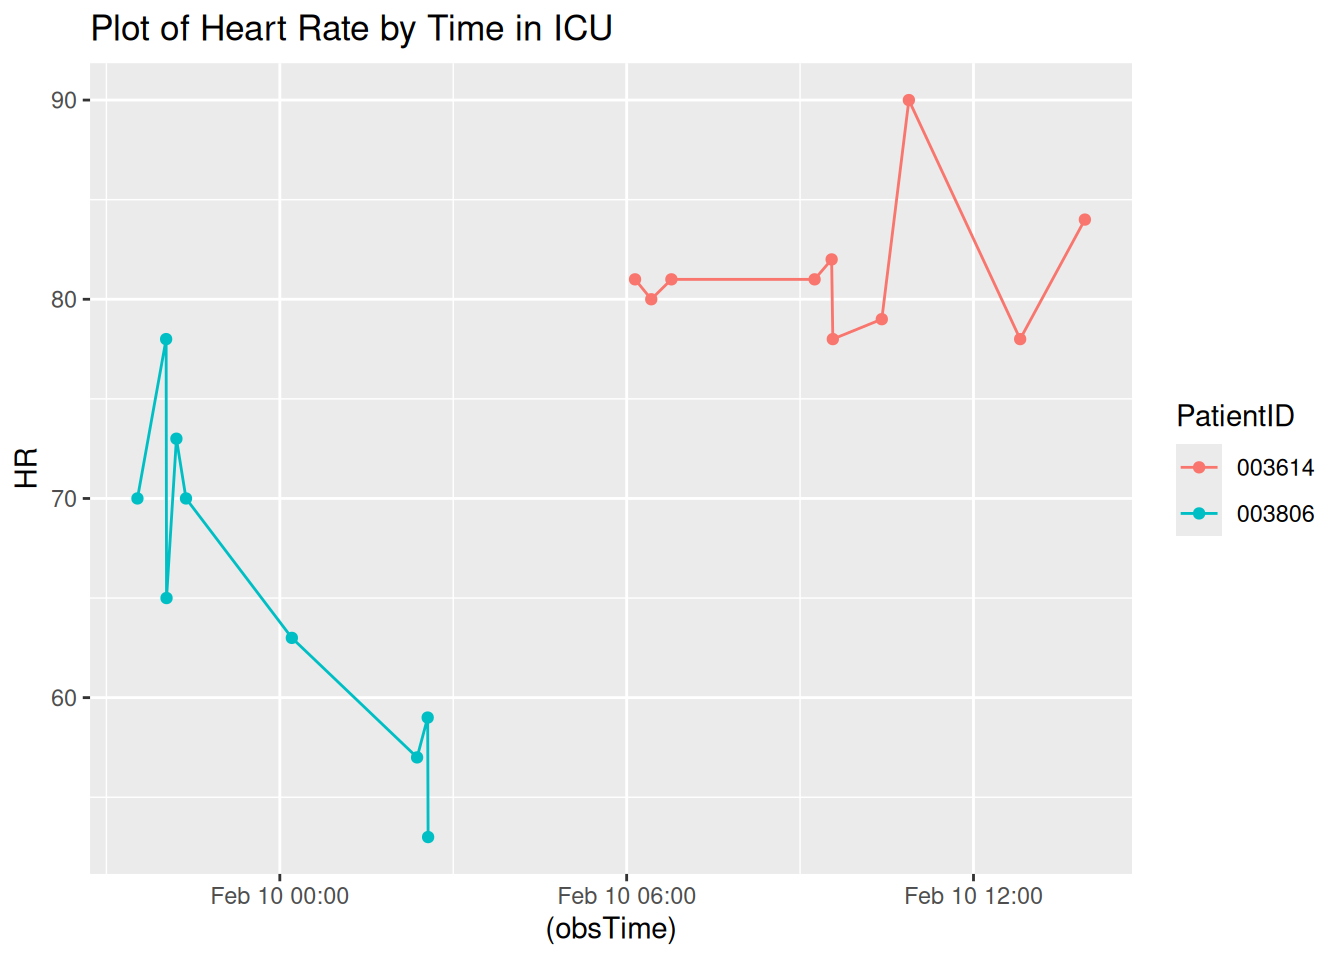 Plot of Heart Rate by Time in ICU
90
80
70
60
HR
Feb 10 00:00
Feb 10 06:00
Feb 10 12:00
(obsTime)
PatientID
003614
003806